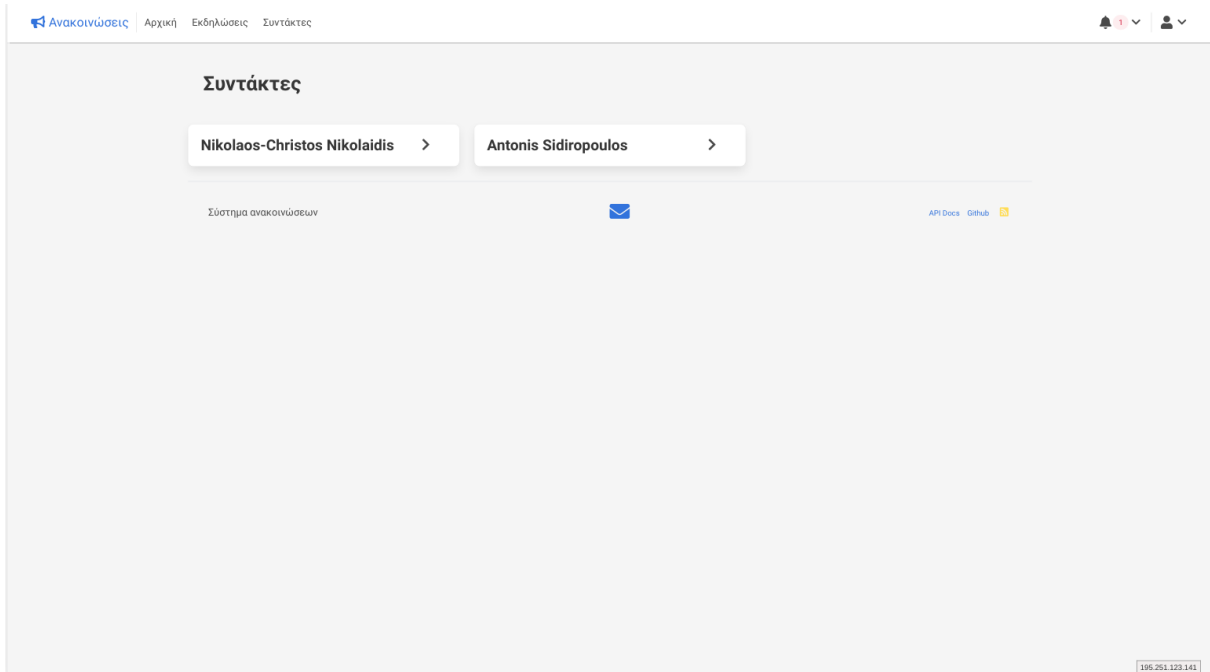 Ανακοινώσεις Αρχική Εκδηλώσεις Συντάκτες 1
Συντάκτες
Nikolaos-Christos Nikolaidis Antonis Sidiropoulos
Σύστημα ανακοινώσεων API Docs Github
195.251.123.141